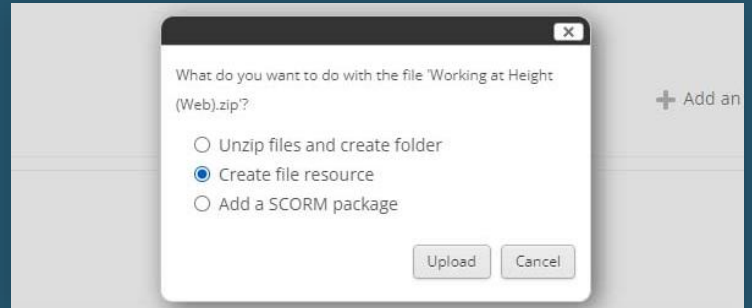 What do you want to do with the file 'Working at Height
(Web).zip'?
+ Add an
Unzip files and create folder
Create file resource
Add a SCORM package
Upload Cancel